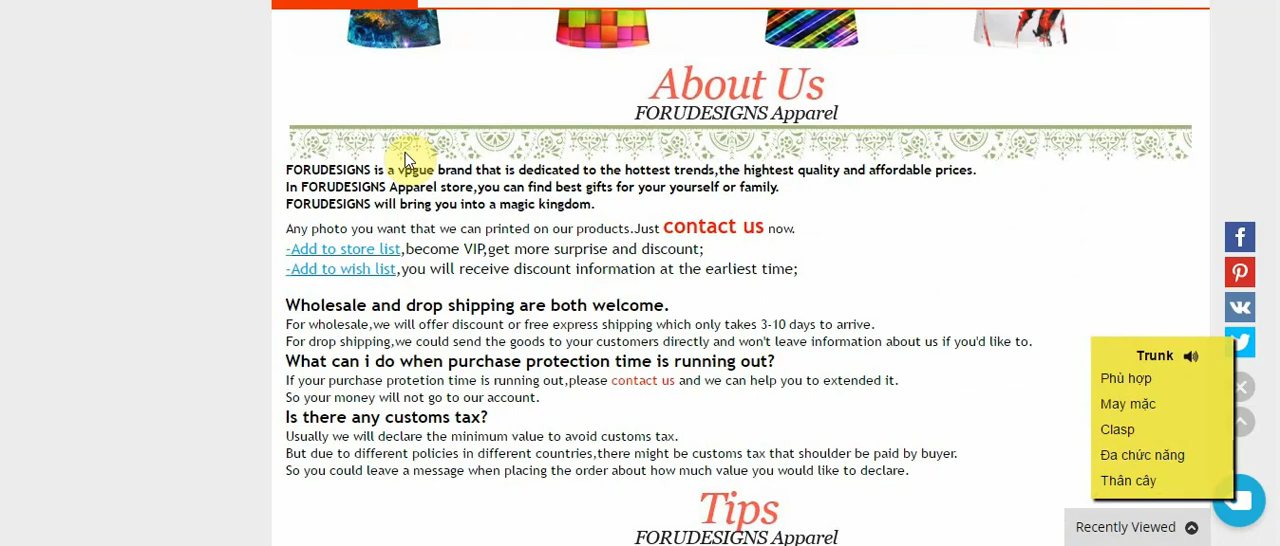 About Us
FORUDESIGNS Apparel
FORUDESIGNS is a vogue brand that is dedicated to the hottest trends,the hightest quality and affordable prices.
In FORUDESIGNS Apparel store,you can find best gifts for your yourself or family.
FORUDESIGNS will bring you into a magic kingdom.
Any photo you want that we can printed on our products.Just contact us now.
-Add to store list,become VIP,get more surprise and discount;
-Add to wish list,you will receive discount information at the earliest time;
Wholesale and drop shipping are both welcome.
For wholesale,we will offer discount or free express shipping which only takes 3-10 days to arrive.
For drop shipping,we could send the goods to your customers directly and won't leave information about us if you'd like to.
What can i do when purchase protection time is running out?
If your purchase protetion time is running out,please contact us and we can help you to extended it.
So your money will not go to our account.
Is there any customs tax?
Usually we will declare the minimum value to avoid customs tax.
But due to different policies in different countries,there might be customs tax that shoulder be paid by buyer.
So you could leave a message when placing the order about how much value you would like to declare.
Tips
FORUDESIGNS Apparel
Trunk
Phù hợp
May mặc
Clasp
Đa chức năng
Thân cây
Recently Viewed